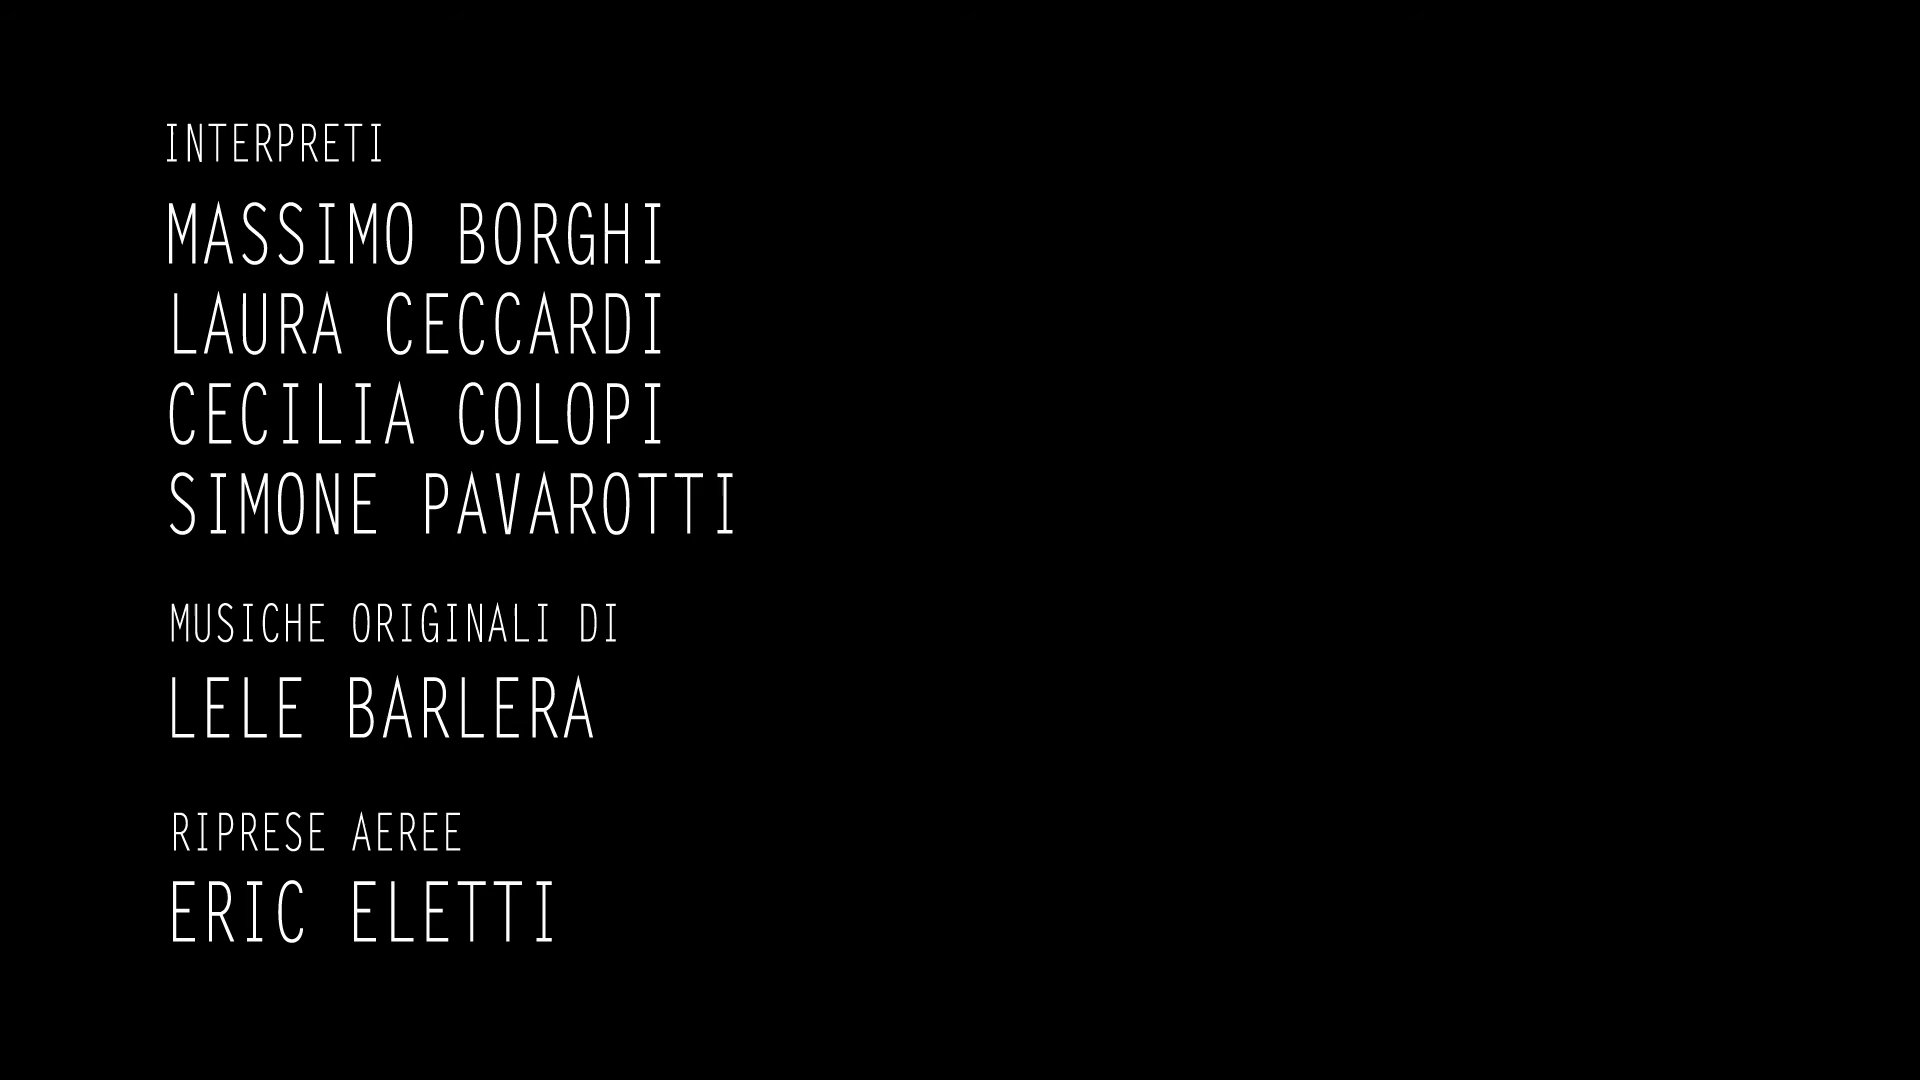 INTERPRETI
MASSIMO BORGHI
LAURA CECCARDI
CECILIA COLOPI
SIMONE PAVAROTTI
MUSICHE ORIGINALI DI
LELE BARLERA
RIPRESE AEREE
ERIC ELETTI